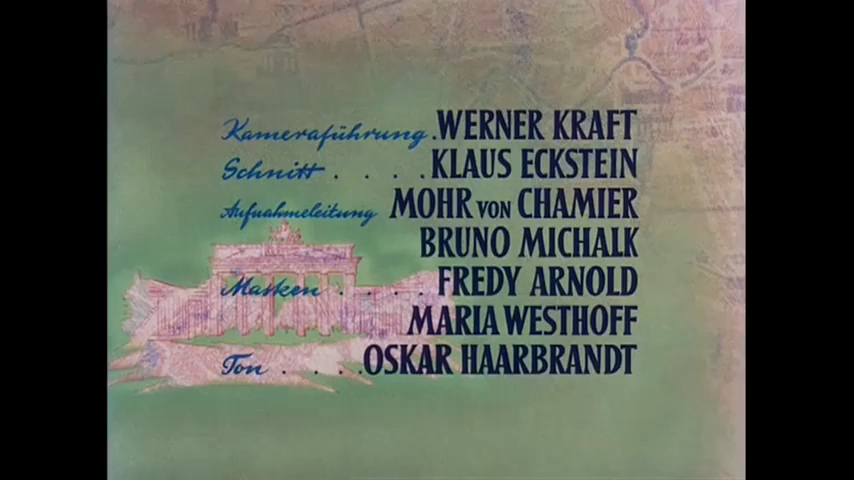 Kameraführung . WERNER KRAFT
Schnitt . . . . KLAUS ECKSTEIN
Aufnahmeleitung MOHR VON CHAMIER
BRUNO MICHALK
Masken . . . . FREDY ARNOLD
MARIA WESTHOFF
Ton . . . . OSKAR HAARBRANDT